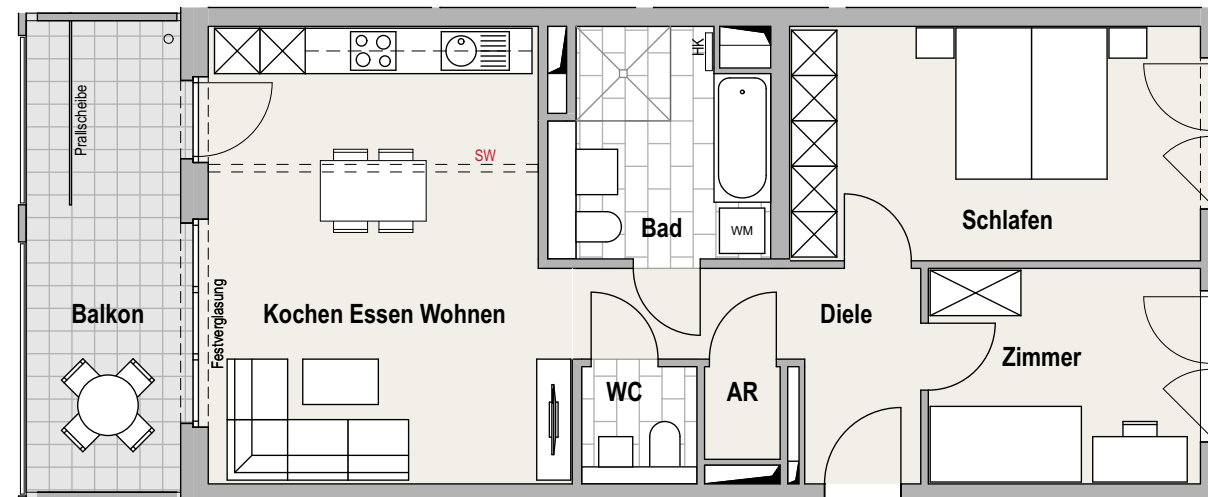 Prallscheibe
HK
SW
Bad
WM
Schlafen
Balkon
Festverglasung
Kochen Essen Wohnen
Diele
Zimmer
WC
AR